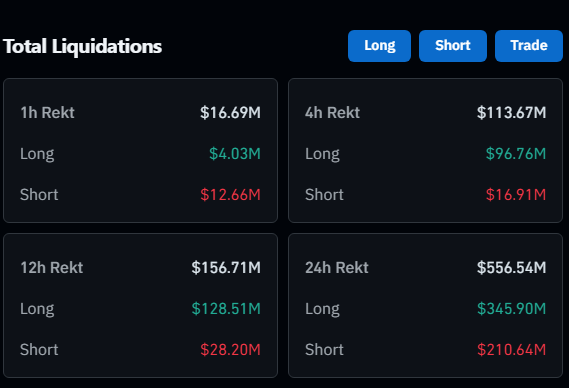 Total Liquidations Long Short Trade
1h Rekt $16.69M
Long $4.03M
Short $12.66M
4h Rekt $113.67M
Long $96.76M
Short $16.91M
12h Rekt $156.71M
Long $128.51M
Short $28.20M
24h Rekt $556.54M
Long $345.90M
Short $210.64M